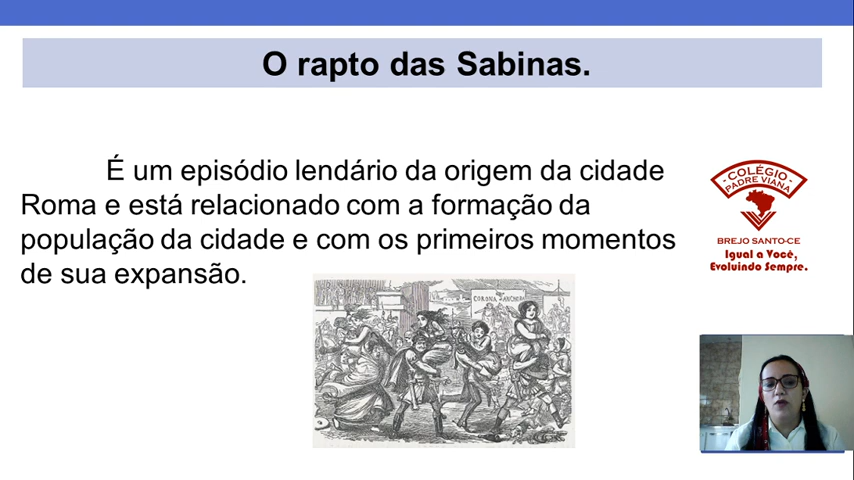 O rapto das Sabinas.
É um episódio lendário da origem da cidade
Roma e está relacionado com a formação da
população da cidade e com os primeiros momentos
de sua expansão.
COLÉGIO
PADRE VIANA
BREJO SANTO-CE
Igual a Você,
Evoluindo Sempre.
CORONA